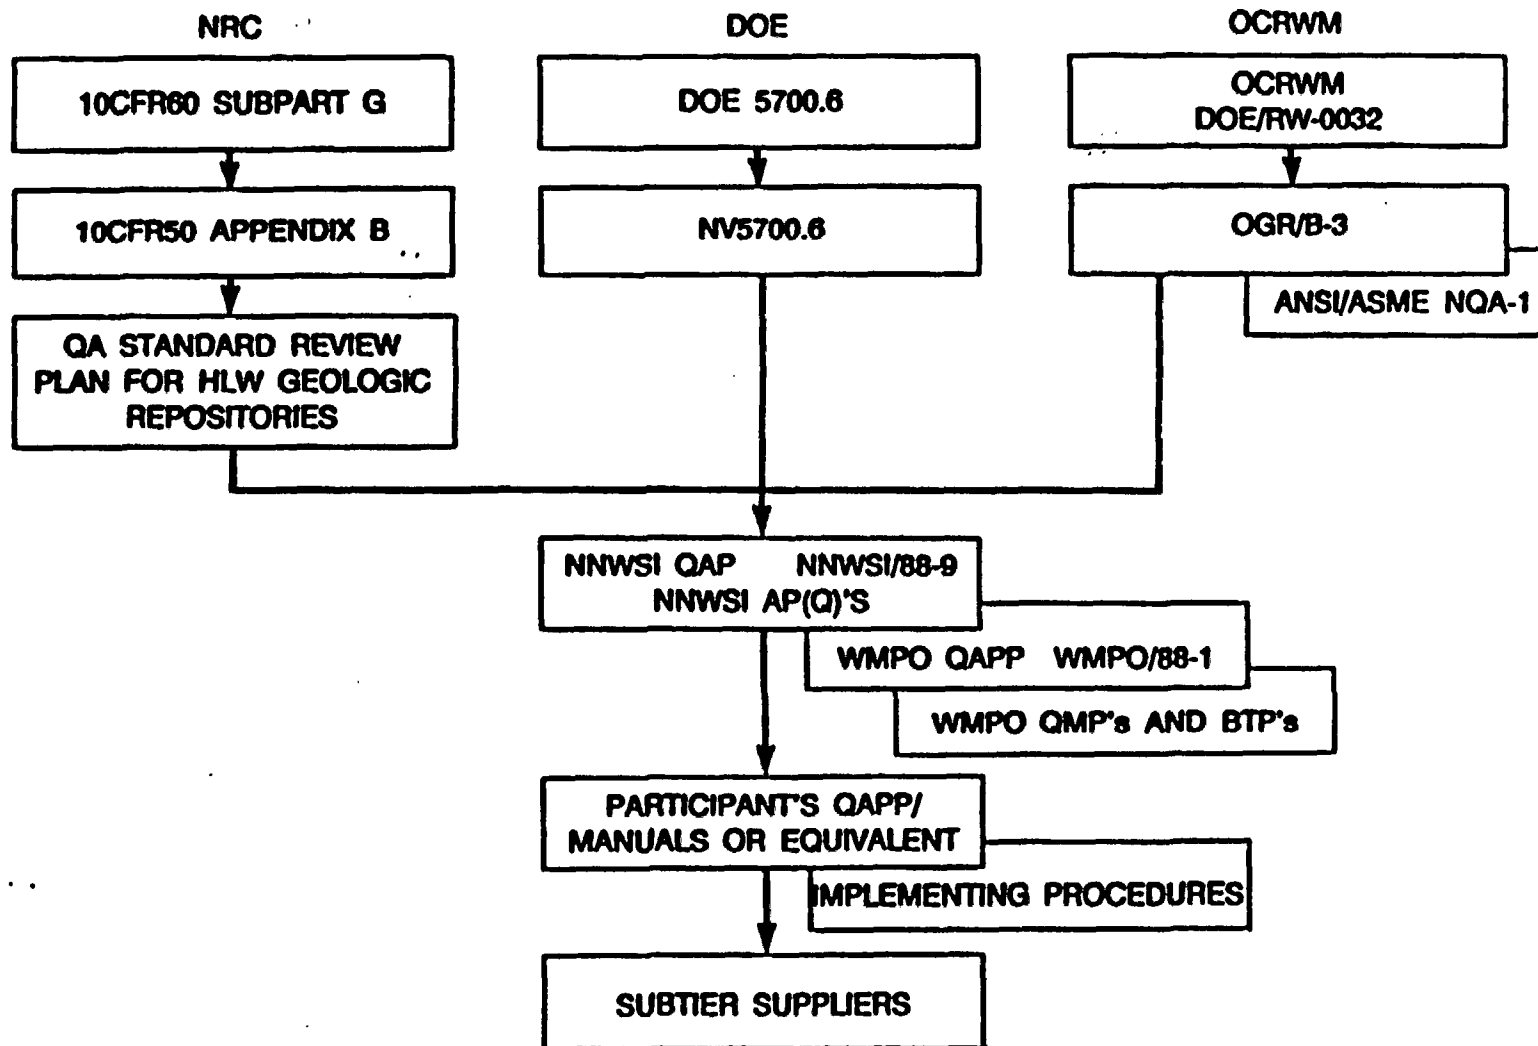 NRC
10CFR60 SUBPART G
10CFR50 APPENDIX B
QA STANDARD REVIEW
PLAN FOR HLW GEOLOGIC
REPOSITORIES
DOE
DOE 5700.6
NV5700.6
OCRWM
OCRWM
DOE/RW-0032
OGR/B-3
ANSI/ASME NQA-1
NNWSI QAP NNWSI/88-9
NNWSI AP(Q)'S
WMPO QAPP WMPO/88-1
WMPO QMP's AND BTP's
PARTICIPANT'S QAPP/
MANUALS OR EQUIVALENT
IMPLEMENTING PROCEDURES
SUBTIER SUPPLIERS